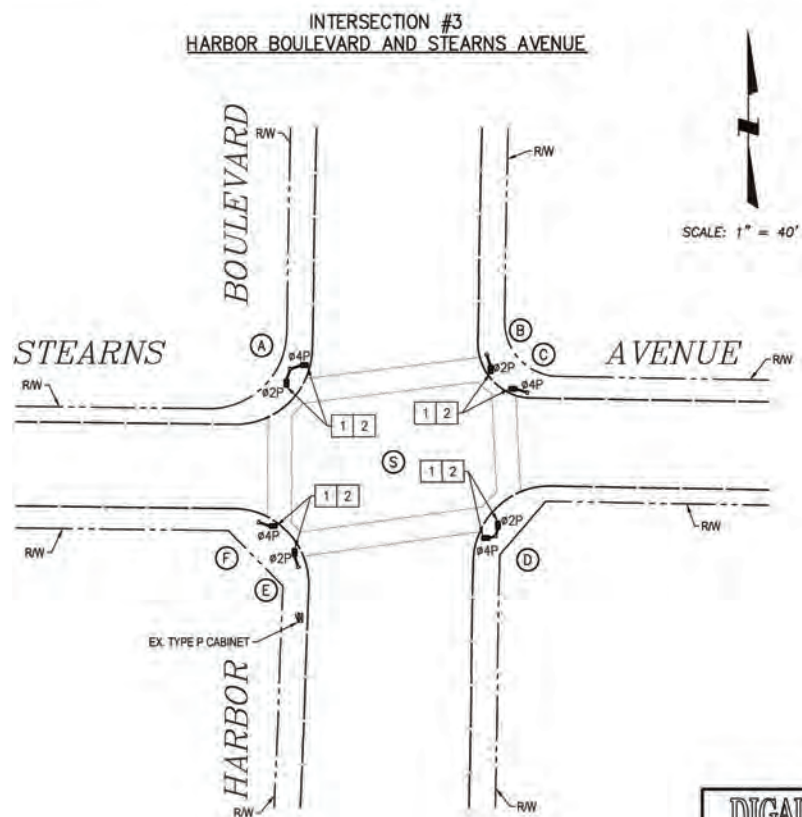 INTERSECTION #3
HARBOR BOULEVARD AND STEARNS AVENUE
BOULEVARD
R/W
R/W
SCALE: 1" = 40'
STEARNS
A
ø4P
ø2P
B
C
ø2P
ø4P
AVENUE
R/W
R/W
1 2
1 2
S
1 2
1 2
ø4P
ø2P
ø2P
ø4P
R/W
R/W
F
E
D
EX. TYPE P CABINET
HARBOR
R/W
R/W